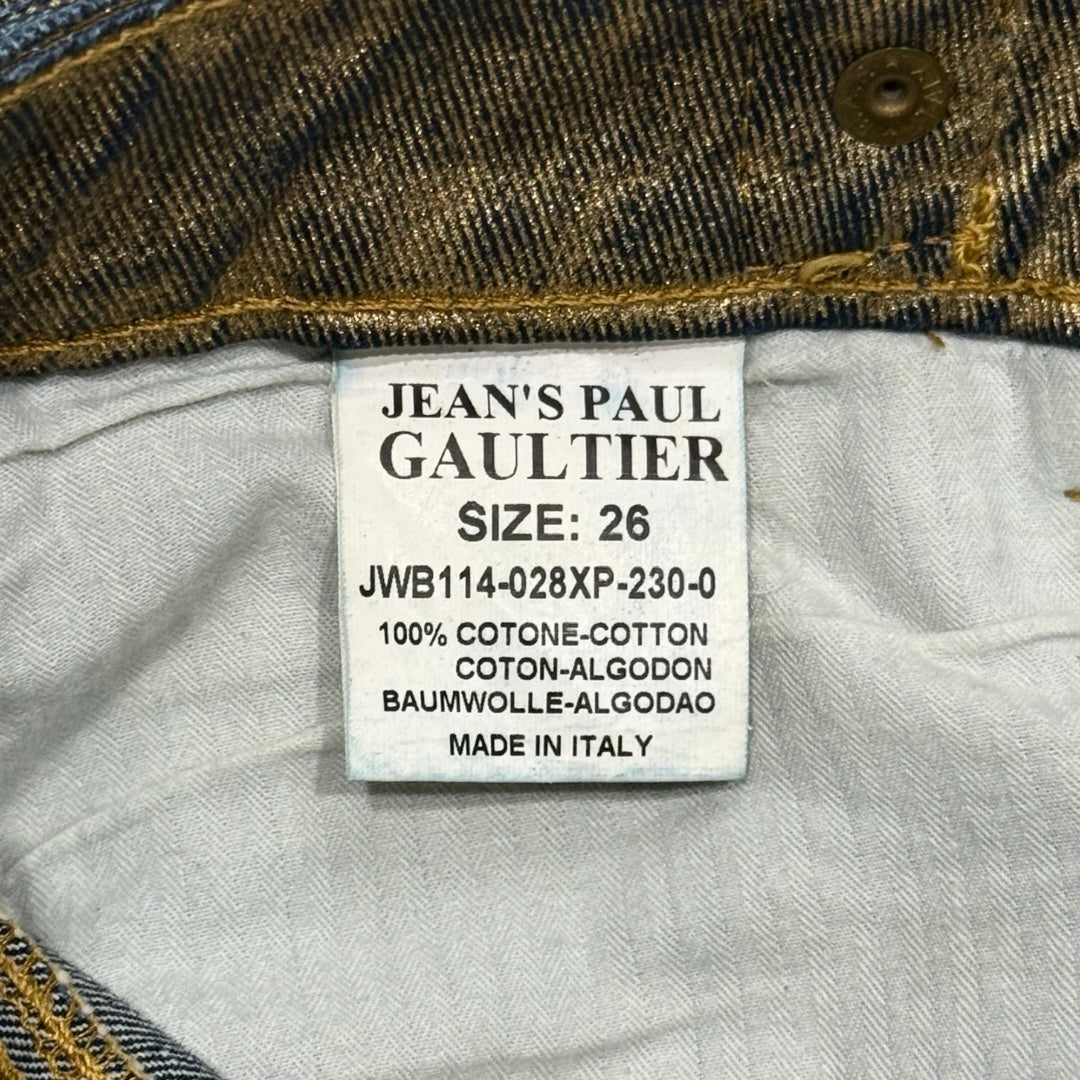 JEAN'S PAUL
GAULTIER
SIZE: 26
JWB114-028XP-230-0
100% COTONE-COTTON
COTON-ALGODON
BAUMWOLLE-ALGODAO
MADE IN ITALY